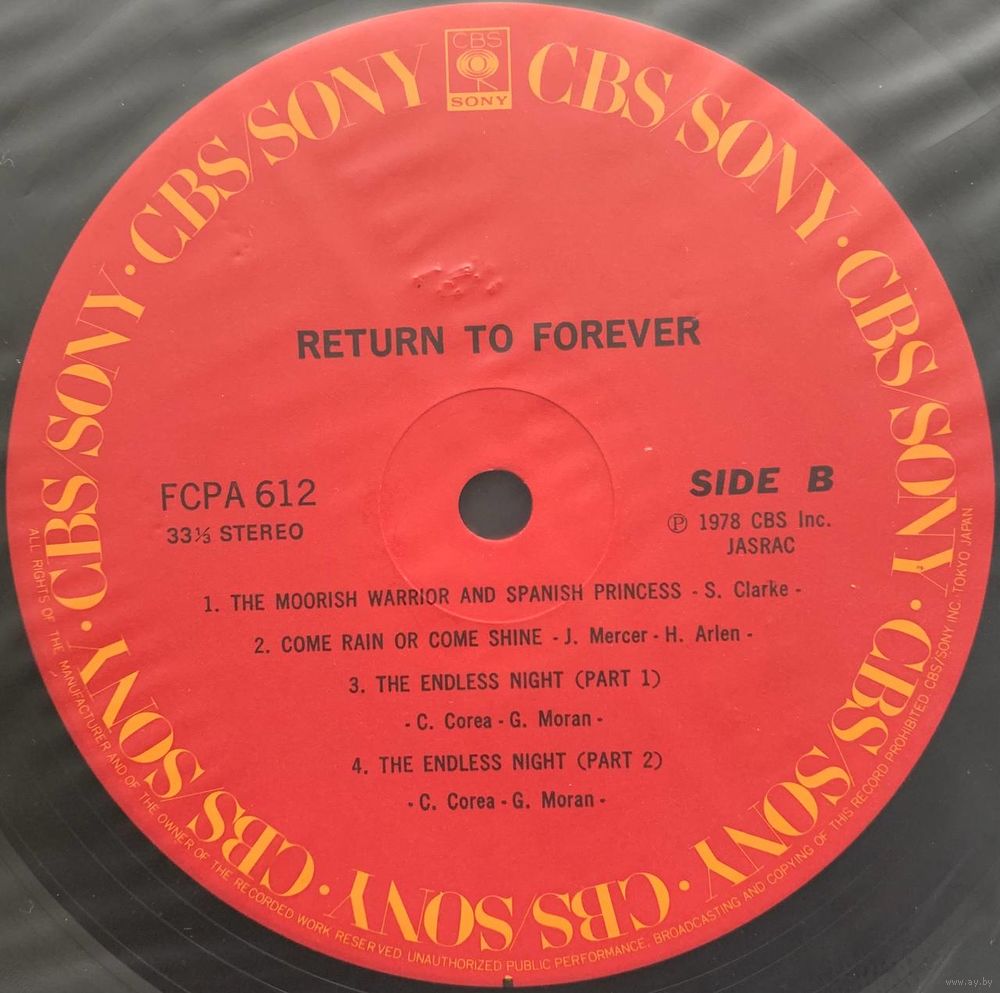 CBS
SONY
CBS/SONY · CBS/SONY · CBS/SONY · CBS/SONY · CBS/SONY · CBS/SONY · CBS/SONY · CBS/SONY
RETURN TO FOREVER
FCPA 612
33⅓ STEREO
SIDE B
Ⓟ 1978 CBS Inc.
JASRAC
1. THE MOORISH WARRIOR AND SPANISH PRINCESS - S. Clarke -
2. COME RAIN OR COME SHINE - J. Mercer - H. Arlen -
3. THE ENDLESS NIGHT (PART 1)
- C. Corea - G. Moran -
4. THE ENDLESS NIGHT (PART 2)
- C. Corea - G. Moran -
ALL RIGHTS OF THE MANUFACTURER AND OF THE OWNER OF THE RECORDED WORK RESERVED UNAUTHORIZED PUBLIC PERFORMANCE, BROADCASTING AND COPYING OF THIS RECORD PROHIBITED CBS/SONY INC. TOKYO JAPAN
www.ay.by